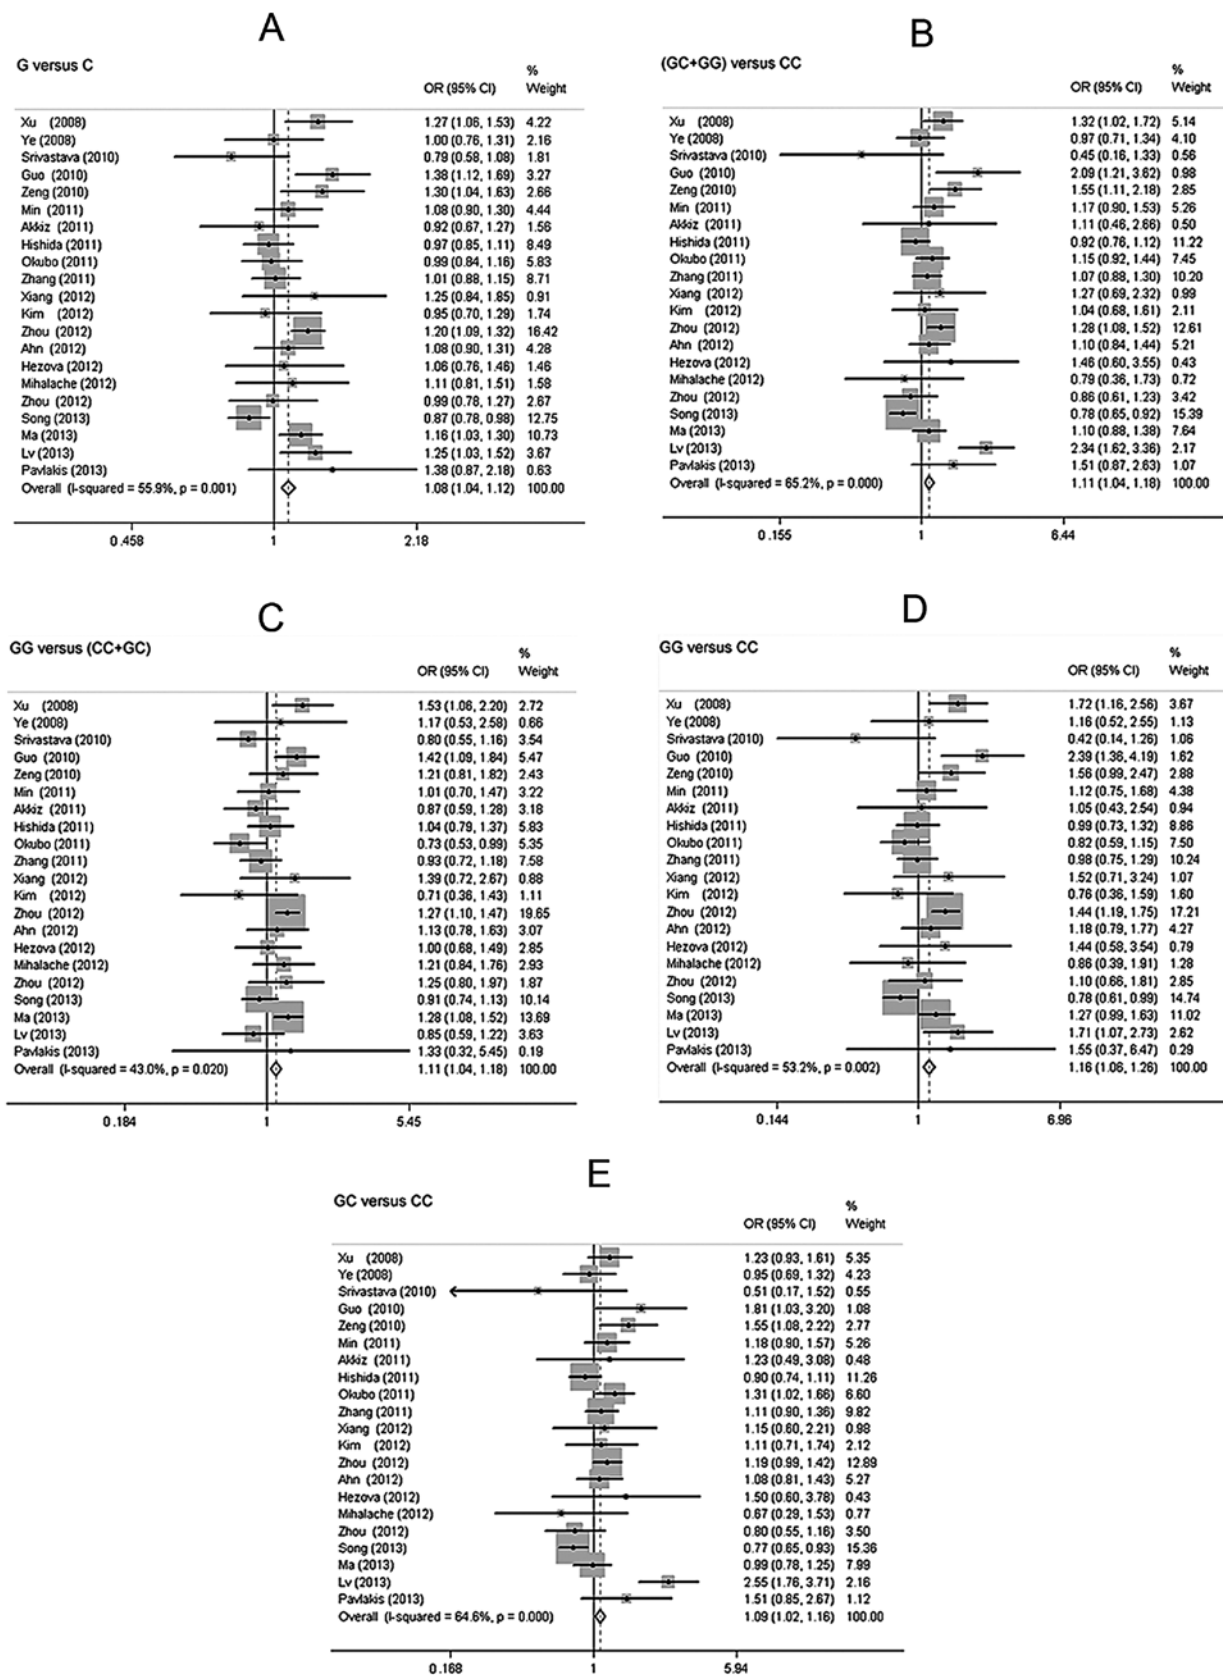 A
G versus C
%
OR (95% CI) Weight
Xu (2008) 1.27 (1.06, 1.53) 4.22
Ye (2008) 1.00 (0.76, 1.31) 2.16
Srivastava (2010) 0.79 (0.58, 1.08) 1.81
Guo (2010) 1.38 (1.12, 1.69) 3.27
Zeng (2010) 1.30 (1.04, 1.63) 2.66
Min (2011) 1.08 (0.90, 1.30) 4.44
Akkiz (2011) 0.92 (0.67, 1.27) 1.56
Hishida (2011) 0.97 (0.85, 1.11) 8.49
Okubo (2011) 0.99 (0.84, 1.16) 5.83
Zhang (2011) 1.01 (0.88, 1.15) 8.71
Xiang (2012) 1.25 (0.84, 1.85) 0.91
Kim (2012) 0.95 (0.70, 1.29) 1.74
Zhou (2012) 1.20 (1.09, 1.32) 16.42
Ahn (2012) 1.08 (0.90, 1.31) 4.28
Hezova (2012) 1.06 (0.76, 1.46) 1.46
Mihalache (2012) 1.11 (0.81, 1.51) 1.58
Zhou (2012) 0.99 (0.78, 1.27) 2.67
Song (2013) 0.87 (0.78, 0.98) 12.75
Ma (2013) 1.16 (1.03, 1.30) 10.73
Lv (2013) 1.25 (1.03, 1.52) 3.67
Pavlakis (2013) 1.38 (0.87, 2.18) 0.63
Overall (I-squared = 55.9%, p = 0.001) 1.08 (1.04, 1.12) 100.00
0.458 1 2.18
B
(GC+GG) versus CC
%
OR (95% CI) Weight
Xu (2008) 1.32 (1.02, 1.72) 5.14
Ye (2008) 0.97 (0.71, 1.34) 4.10
Srivastava (2010) 0.45 (0.16, 1.33) 0.56
Guo (2010) 2.09 (1.21, 3.62) 0.98
Zeng (2010) 1.55 (1.11, 2.18) 2.85
Min (2011) 1.17 (0.90, 1.53) 5.26
Akkiz (2011) 1.11 (0.46, 2.66) 0.50
Hishida (2011) 0.92 (0.76, 1.12) 11.22
Okubo (2011) 1.15 (0.92, 1.44) 7.45
Zhang (2011) 1.07 (0.88, 1.30) 10.20
Xiang (2012) 1.27 (0.69, 2.32) 0.99
Kim (2012) 1.04 (0.68, 1.61) 2.11
Zhou (2012) 1.28 (1.08, 1.52) 12.61
Ahn (2012) 1.10 (0.84, 1.44) 5.21
Hezova (2012) 1.46 (0.60, 3.55) 0.43
Mihalache (2012) 0.79 (0.36, 1.73) 0.72
Zhou (2012) 0.86 (0.61, 1.23) 3.42
Song (2013) 0.78 (0.65, 0.92) 15.39
Ma (2013) 1.10 (0.88, 1.38) 7.64
Lv (2013) 2.34 (1.62, 3.36) 2.17
Pavlakis (2013) 1.51 (0.87, 2.63) 1.07
Overall (I-squared = 65.2%, p = 0.000) 1.11 (1.04, 1.18) 100.00
0.155 1 6.44
C
GG versus (CC+GC)
%
OR (95% CI) Weight
Xu (2008) 1.53 (1.06, 2.20) 2.72
Ye (2008) 1.17 (0.53, 2.58) 0.66
Srivastava (2010) 0.80 (0.55, 1.16) 3.54
Guo (2010) 1.42 (1.09, 1.84) 5.47
Zeng (2010) 1.21 (0.81, 1.82) 2.43
Min (2011) 1.01 (0.70, 1.47) 3.22
Akkiz (2011) 0.87 (0.59, 1.28) 3.18
Hishida (2011) 1.04 (0.79, 1.37) 5.83
Okubo (2011) 0.73 (0.53, 0.99) 5.35
Zhang (2011) 0.93 (0.72, 1.18) 7.58
Xiang (2012) 1.39 (0.72, 2.67) 0.88
Kim (2012) 0.71 (0.36, 1.43) 1.11
Zhou (2012) 1.27 (1.10, 1.47) 19.65
Ahn (2012) 1.13 (0.78, 1.63) 3.07
Hezova (2012) 1.00 (0.68, 1.49) 2.85
Mihalache (2012) 1.21 (0.84, 1.76) 2.93
Zhou (2012) 1.25 (0.80, 1.97) 1.87
Song (2013) 0.91 (0.74, 1.13) 10.14
Ma (2013) 1.28 (1.08, 1.52) 13.69
Lv (2013) 0.85 (0.59, 1.22) 3.63
Pavlakis (2013) 1.33 (0.32, 5.45) 0.19
Overall (I-squared = 43.0%, p = 0.020) 1.11 (1.04, 1.18) 100.00
0.184 1 5.45
D
GG versus CC
%
OR (95% CI) Weight
Xu (2008) 1.72 (1.16, 2.56) 3.67
Ye (2008) 1.16 (0.52, 2.55) 1.13
Srivastava (2010) 0.42 (0.14, 1.26) 1.06
Guo (2010) 2.39 (1.36, 4.19) 1.62
Zeng (2010) 1.56 (0.99, 2.47) 2.88
Min (2011) 1.12 (0.75, 1.68) 4.38
Akkiz (2011) 1.05 (0.43, 2.54) 0.94
Hishida (2011) 0.99 (0.73, 1.32) 8.86
Okubo (2011) 0.82 (0.59, 1.15) 7.50
Zhang (2011) 0.98 (0.75, 1.29) 10.24
Xiang (2012) 1.52 (0.71, 3.24) 1.07
Kim (2012) 0.76 (0.36, 1.59) 1.60
Zhou (2012) 1.44 (1.19, 1.75) 17.21
Ahn (2012) 1.18 (0.79, 1.77) 4.27
Hezova (2012) 1.44 (0.58, 3.54) 0.79
Mihalache (2012) 0.86 (0.39, 1.91) 1.28
Zhou (2012) 1.10 (0.66, 1.81) 2.85
Song (2013) 0.78 (0.61, 0.99) 14.74
Ma (2013) 1.27 (0.99, 1.63) 11.02
Lv (2013) 1.71 (1.07, 2.73) 2.62
Pavlakis (2013) 1.55 (0.37, 6.47) 0.29
Overall (I-squared = 53.2%, p = 0.002) 1.16 (1.06, 1.26) 100.00
0.144 1 6.96
E
GC versus CC
%
OR (95% CI) Weight
Xu (2008) 1.23 (0.93, 1.61) 5.35
Ye (2008) 0.95 (0.69, 1.32) 4.23
Srivastava (2010) 0.51 (0.17, 1.52) 0.55
Guo (2010) 1.81 (1.03, 3.20) 1.08
Zeng (2010) 1.55 (1.08, 2.22) 2.77
Min (2011) 1.18 (0.90, 1.57) 5.26
Akkiz (2011) 1.23 (0.49, 3.08) 0.48
Hishida (2011) 0.90 (0.74, 1.11) 11.26
Okubo (2011) 1.31 (1.02, 1.66) 6.60
Zhang (2011) 1.11 (0.90, 1.36) 9.82
Xiang (2012) 1.15 (0.60, 2.21) 0.98
Kim (2012) 1.11 (0.71, 1.74) 2.12
Zhou (2012) 1.19 (0.99, 1.42) 12.89
Ahn (2012) 1.08 (0.81, 1.43) 5.27
Hezova (2012) 1.50 (0.60, 3.78) 0.43
Mihalache (2012) 0.67 (0.29, 1.53) 0.77
Zhou (2012) 0.80 (0.55, 1.16) 3.50
Song (2013) 0.77 (0.65, 0.93) 15.36
Ma (2013) 0.99 (0.78, 1.25) 7.99
Lv (2013) 2.55 (1.76, 3.71) 2.16
Pavlakis (2013) 1.51 (0.85, 2.67) 1.12
Overall (I-squared = 64.6%, p = 0.000) 1.09 (1.02, 1.16) 100.00
0.168 1 5.94